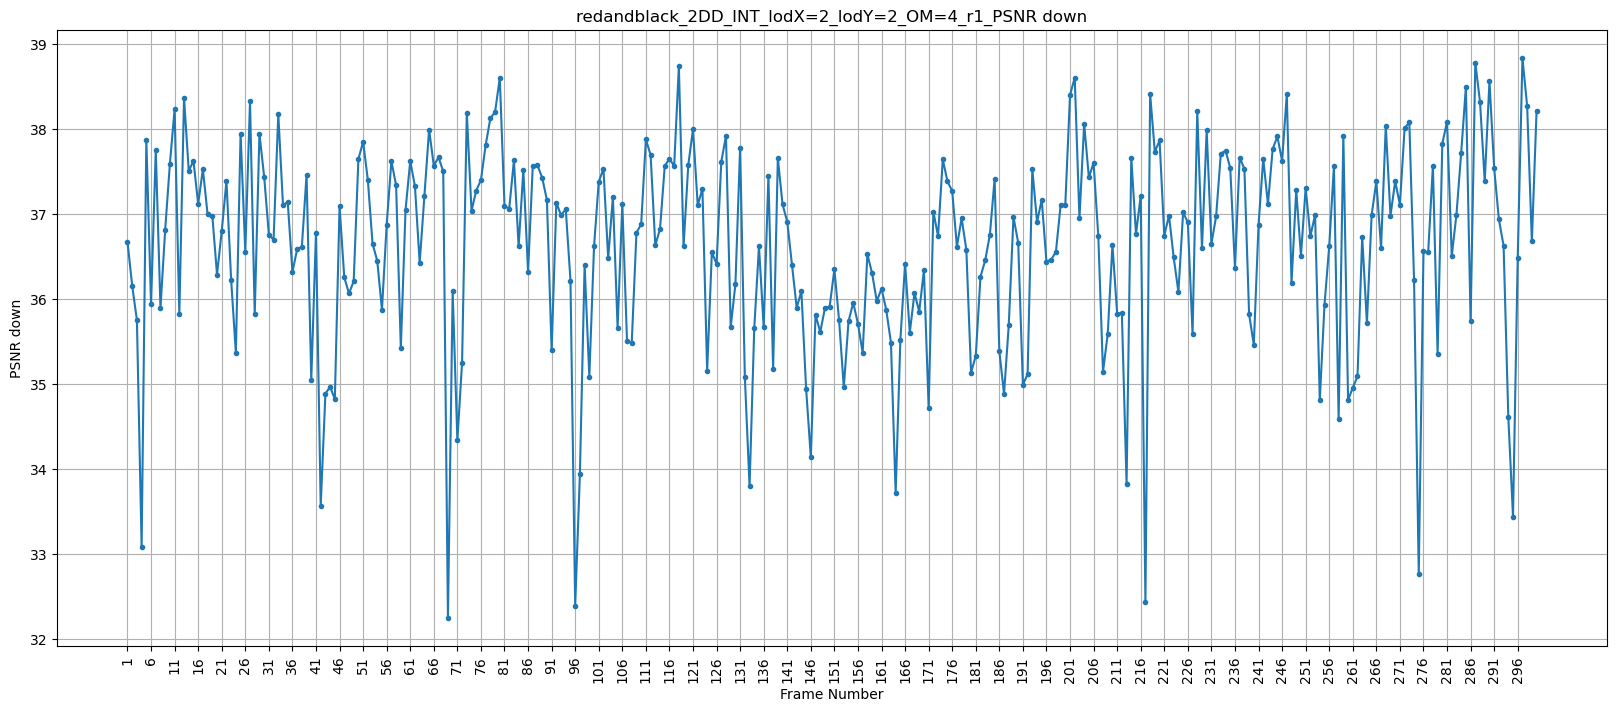 redandblack_2DD_INT_lodX=2_lodY=2_OM=4_r1_PSNR down
39
38
37
36
35
34
33
32
PSNR down
1 6 11 16 21 26 31 36 41 46 51 56 61 66 71 76 81 86 91 96 101 106 111 116 121 126 131 136 141 146 151 156 161 166 171 176 181 186 191 196 201 206 211 216 221 226 231 236 241 246 251 256 261 266 271 276 281 286 291 296
Frame Number